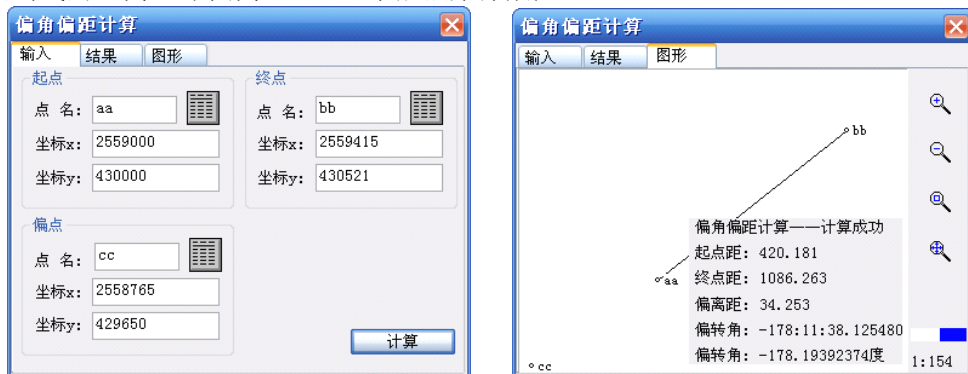 偏角偏距计算
输入 结果 图形
起点
点 名: aa
坐标x: 2559000
坐标y: 430000
终点
点 名: bb
坐标x: 2559415
坐标y: 430521
偏点
点 名: cc
坐标x: 2558765
坐标y: 429650
计算
偏角偏距计算
输入 结果 图形
bb
aa
cc
偏角偏距计算——计算成功
起点距: 420.181
终点距: 1086.263
偏离距: 34.253
偏转角: -178:11:38.125480
偏转角: -178.19392374度
1:154